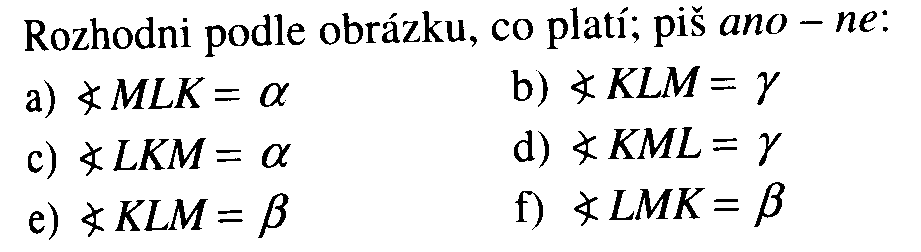 Rozhodni podle obrázku, co platí; piš ano – ne:
a) ∢ MLK = α b) ∢ KLM = γ
c) ∢ LKM = α d) ∢ KML = γ
e) ∢ KLM = β f) ∢ LMK = β